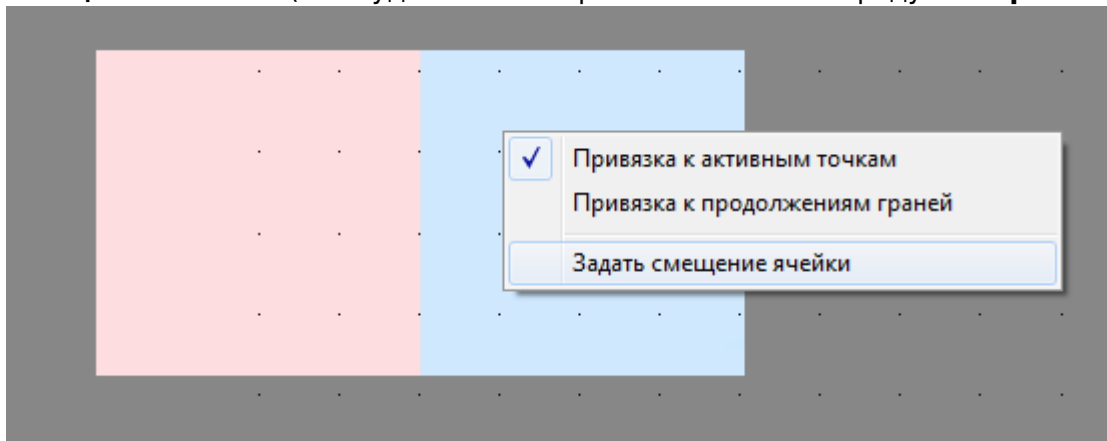 Привязка к активным точкам
Привязка к продолжениям граней
Задать смещение ячейки